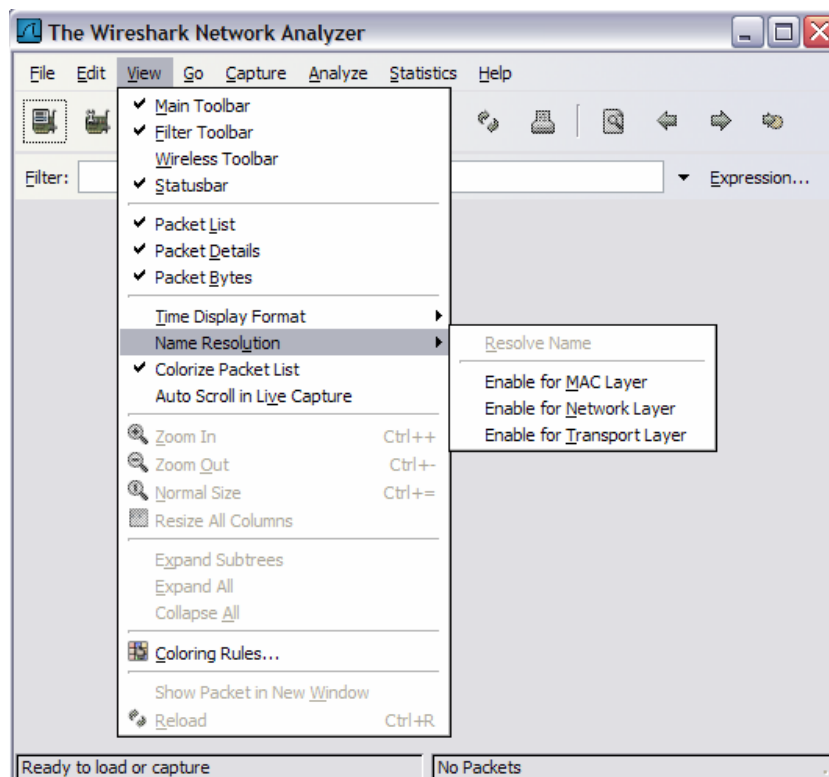 The Wireshark Network Analyzer
File Edit View Go Capture Analyze Statistics Help
Filter:
Expression...
Main Toolbar
Filter Toolbar
Wireless Toolbar
Statusbar
Packet List
Packet Details
Packet Bytes
Time Display Format
Name Resolution
Resolve Name
Enable for MAC Layer
Enable for Network Layer
Enable for Transport Layer
Colorize Packet List
Auto Scroll in Live Capture
Zoom In Ctrl++
Zoom Out Ctrl+-
Normal Size Ctrl+=
Resize All Columns
Expand Subtrees
Expand All
Collapse All
Coloring Rules...
Show Packet in New Window
Reload Ctrl+R
Ready to load or capture
No Packets